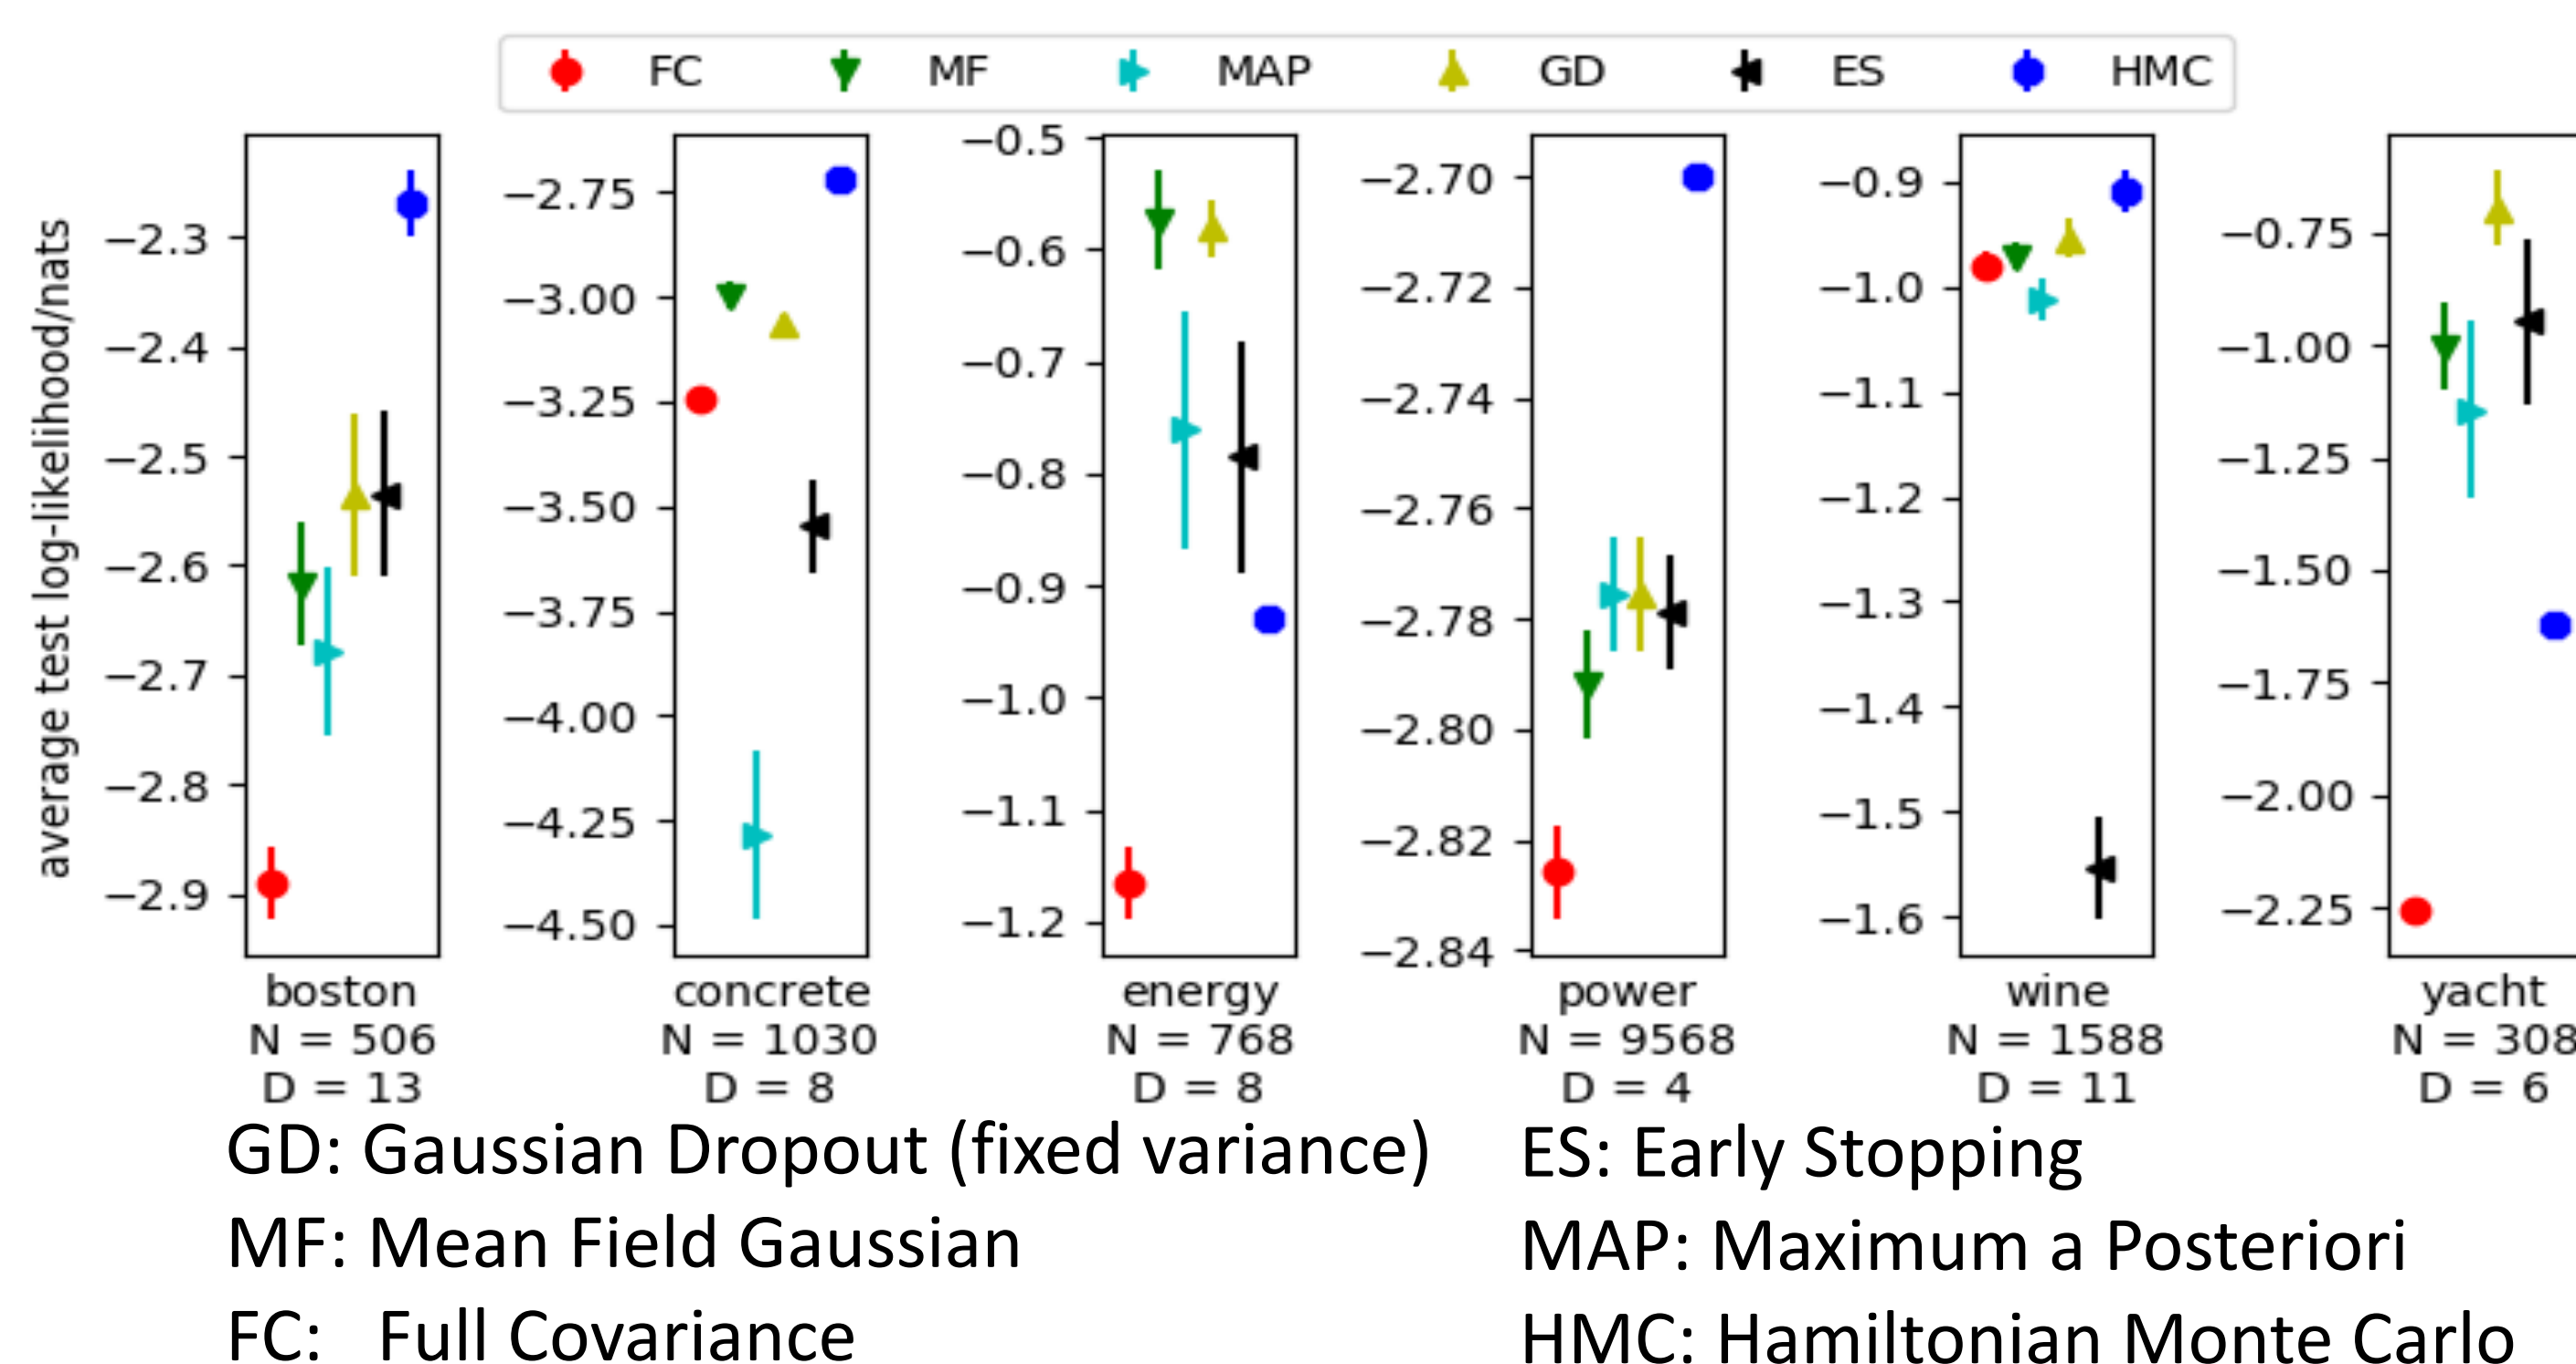 FC MF MAP GD ES HMC
average test log-likelihood/nats
−2.3
−2.4
−2.5
−2.6
−2.7
−2.8
−2.9
boston
N = 506
D = 13
−2.75
−3.00
−3.25
−3.50
−3.75
−4.00
−4.25
−4.50
concrete
N = 1030
D = 8
−0.5
−0.6
−0.7
−0.8
−0.9
−1.0
−1.1
−1.2
energy
N = 768
D = 8
−2.70
−2.72
−2.74
−2.76
−2.78
−2.80
−2.82
−2.84
power
N = 9568
D = 4
−0.9
−1.0
−1.1
−1.2
−1.3
−1.4
−1.5
−1.6
wine
N = 1588
D = 11
−0.75
−1.00
−1.25
−1.50
−1.75
−2.00
−2.25
yacht
N = 308
D = 6
GD: Gaussian Dropout (fixed variance)
MF: Mean Field Gaussian
FC: Full Covariance
ES: Early Stopping
MAP: Maximum a Posteriori
HMC: Hamiltonian Monte Carlo